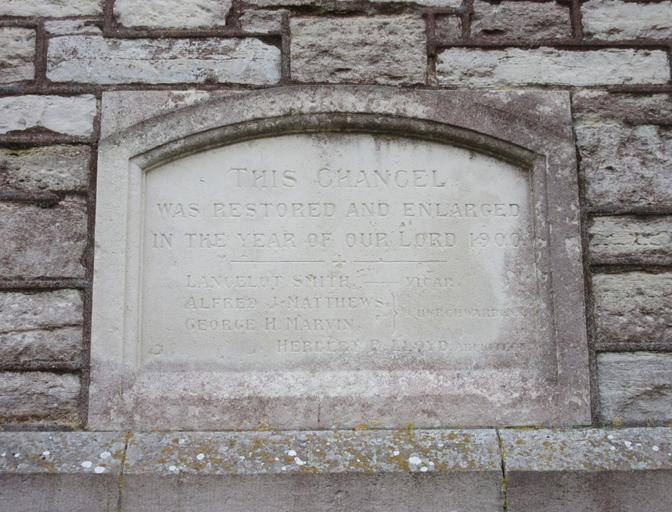 THIS CHANCEL
WAS RESTORED AND ENLARGED
IN THE YEAR OF OUR LORD 1900
LANCELOT SMITH — VICAR
ALFRED J. MATTHEWS
GEORGE H. MARVIN } CHURCHWARDENS
HERBERT R. LLOYD, ARCHITECT